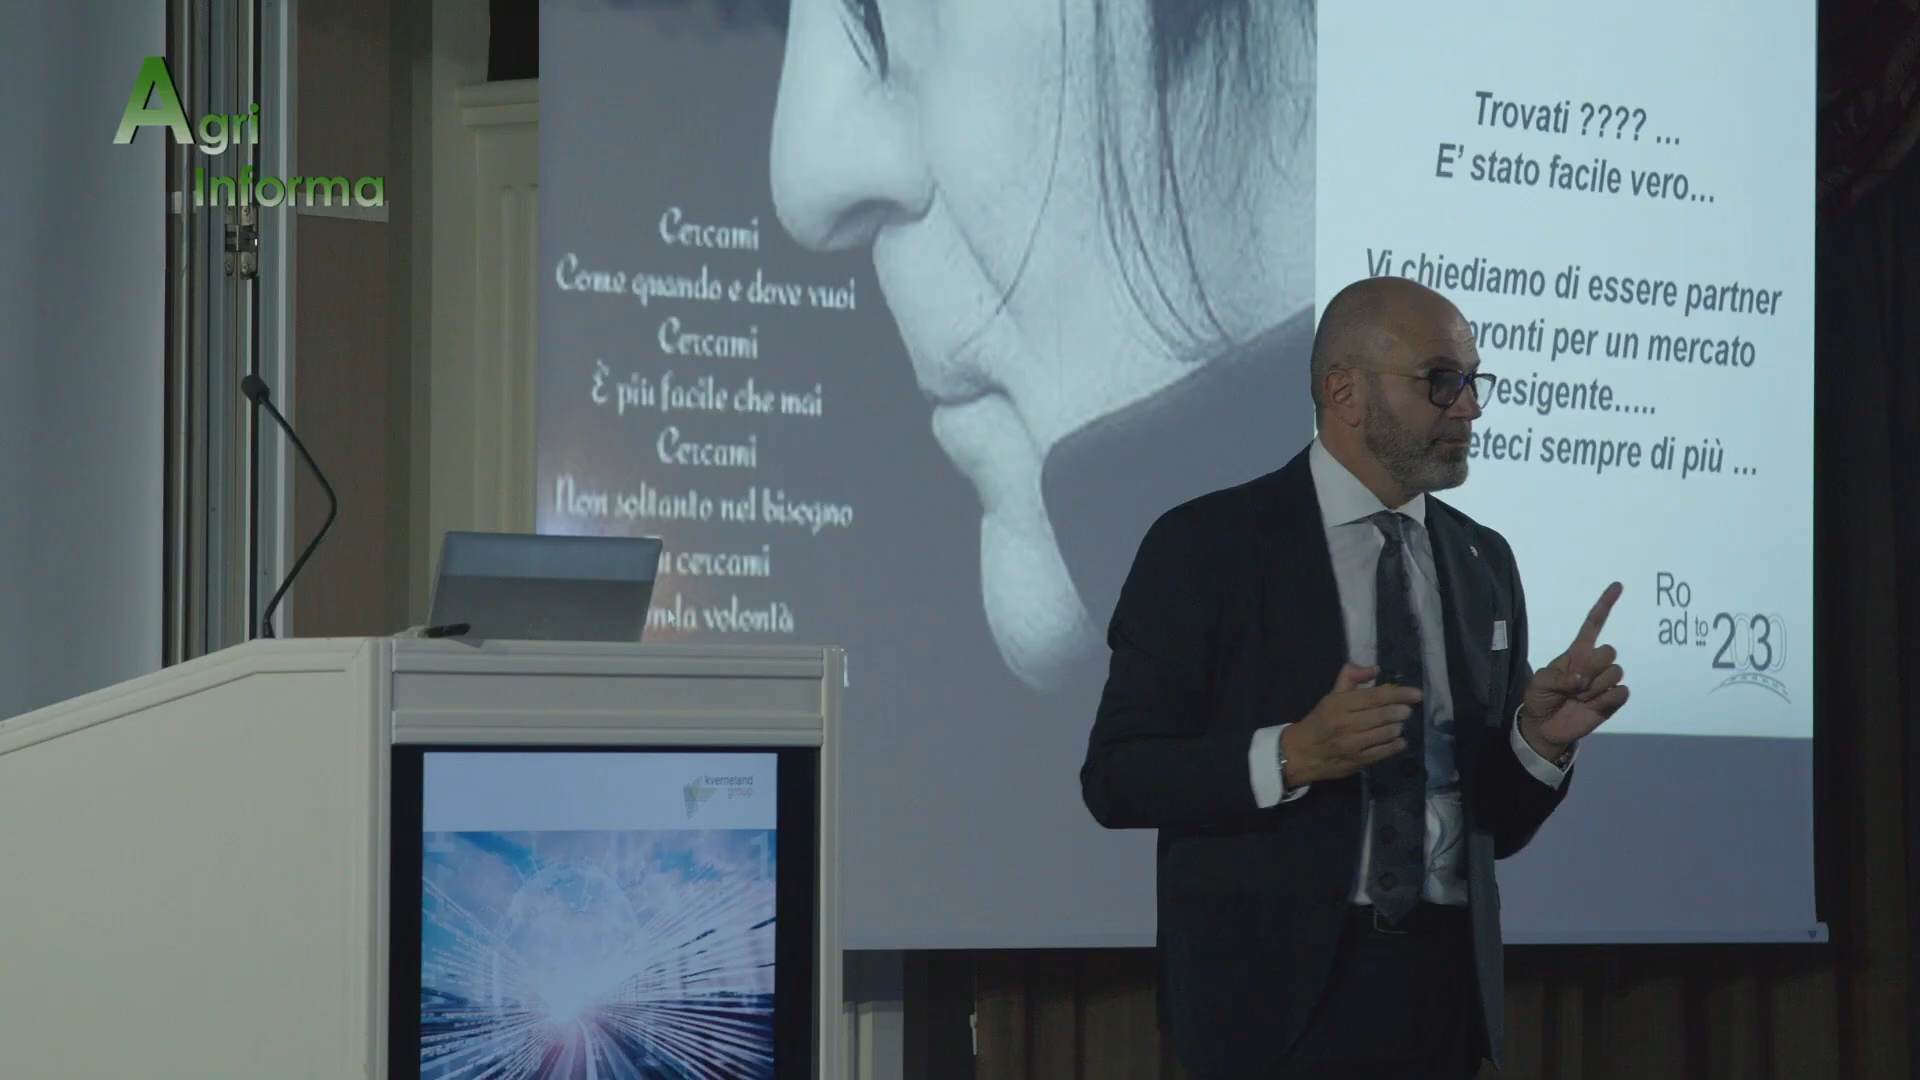 Agri
Informa
Cercami
Come quando e dove vuoi
Cercami
È più facile che mai
Cercami
Non soltanto nel bisogno
cercami
volontà
Trovati ???? ...
E' stato facile vero...
Vi chiediamo di essere partner
pronti per un mercato
esigente.....
eteci sempre di più ...
Ro
ad to... 2030
kverneland
group